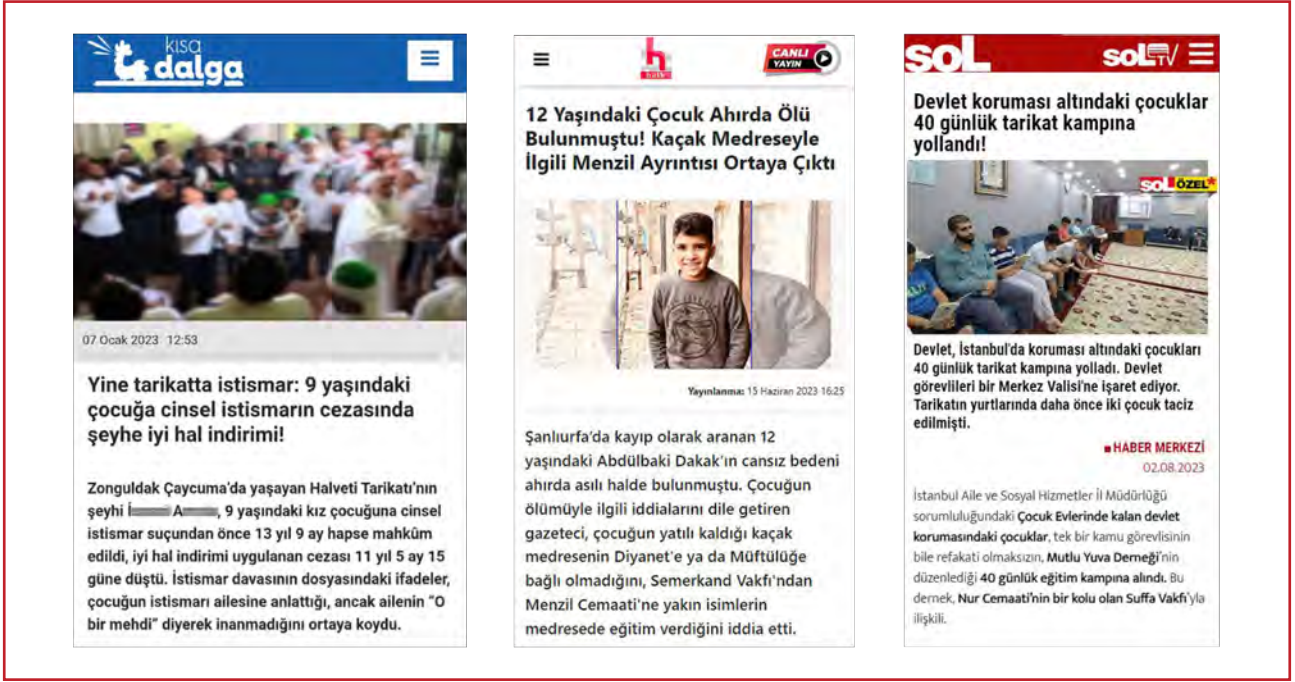 kısa
dalga
07 Ocak 2023 12:53
Yine tarikatta istismar: 9 yaşındaki
çocuğa cinsel istismarın cezasında
şeyhe iyi hal indirimi!
Zonguldak Çaycuma'da yaşayan Halveti Tarikatı'nın
şeyhi İ A , 9 yaşındaki kız çocuğuna cinsel
istismar suçundan önce 13 yıl 9 ay hapse mahkûm
edildi, iyi hal indirimi uygulanan cezası 11 yıl 5 ay 15
güne düştü. İstismar davasının dosyasındaki ifadeler,
çocuğun istismarı ailesine anlattığı, ancak ailenin "O
bir mehdi" diyerek inanmadığını ortaya koydu.
h
halk
CANLI
YAYIN
12 Yaşındaki Çocuk Ahırda Ölü
Bulunmuştu! Kaçak Medreseyle
İlgili Menzil Ayrıntısı Ortaya Çıktı
Yayınlanma: 15 Haziran 2023 16:25
Şanlıurfa'da kayıp olarak aranan 12
yaşındaki Abdülbaki Dakak'ın cansız bedeni
ahırda asılı halde bulunmuştu. Çocuğun
ölümüyle ilgili iddialarını dile getiren
gazeteci, çocuğun yatılı kaldığı kaçak
medresenin Diyanet'e ya da Müftülüğe
bağlı olmadığını, Semerkand Vakfı'ndan
Menzil Cemaati'ne yakın isimlerin
medresede eğitim verdiğini iddia etti.
soL
soL TV
Devlet koruması altındaki çocuklar
40 günlük tarikat kampına
yollandı!
soL ÖZEL*
Devlet, İstanbul'da koruması altındaki çocukları
40 günlük tarikat kampına yolladı. Devlet
görevlileri bir Merkez Valisi'ne işaret ediyor.
Tarikatın yurtlarında daha önce iki çocuk taciz
edilmişti.
HABER MERKEZİ
02.08.2023
İstanbul Aile ve Sosyal Hizmetler İl Müdürlüğü
sorumluluğundaki Çocuk Evlerinde kalan devlet
korumasındaki çocuklar, tek bir kamu görevlisinin
bile refakati olmaksızın, Mutlu Yuva Derneği'nin
düzenlediği 40 günlük eğitim kampına alındı. Bu
dernek, Nur Cemaati'nin bir kolu olan Suffa Vakfı'yla
ilişkili.